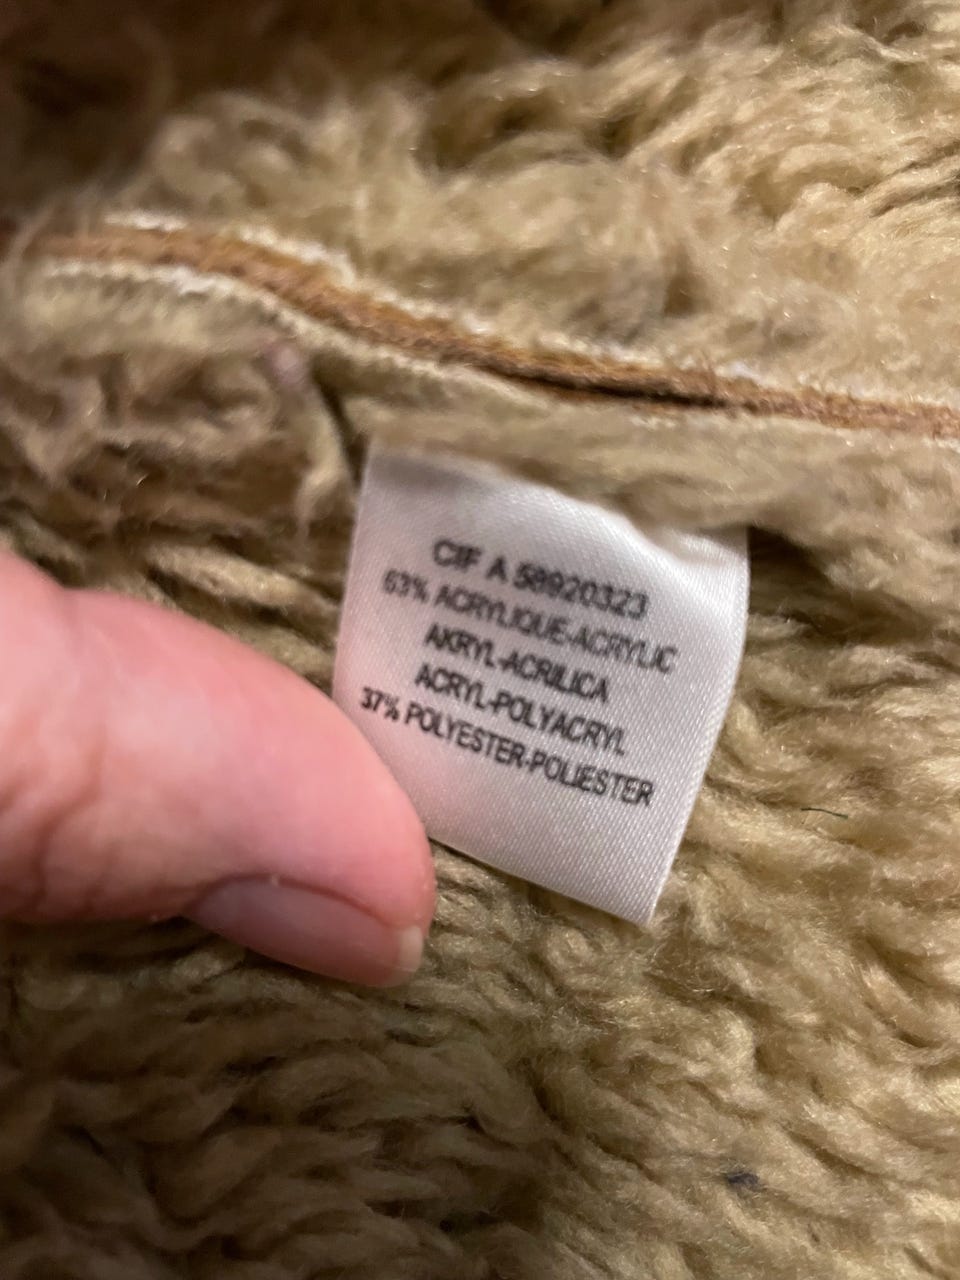 CIF A 58920323
63% ACRYLIQUE-ACRYLIC
AKRYL-ACRILICA
ACRYL-POLYACRYL
37% POLYESTER-POLIESTER